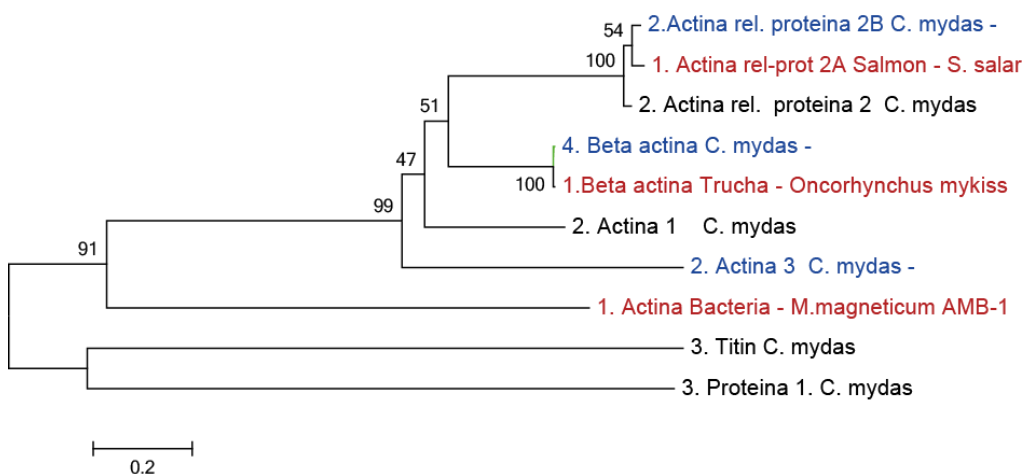 2.Actina rel. proteina 2B C. mydas -
54
1. Actina rel-prot 2A Salmon - S. salar
100
2. Actina rel. proteina 2 C. mydas
51
4. Beta actina C. mydas -
47
100
1.Beta actina Trucha - Oncorhynchus mykiss
99
2. Actina 1 C. mydas
91
2. Actina 3 C. mydas -
1. Actina Bacteria - M.magneticum AMB-1
3. Titin C. mydas
3. Proteina 1. C. mydas
0.2